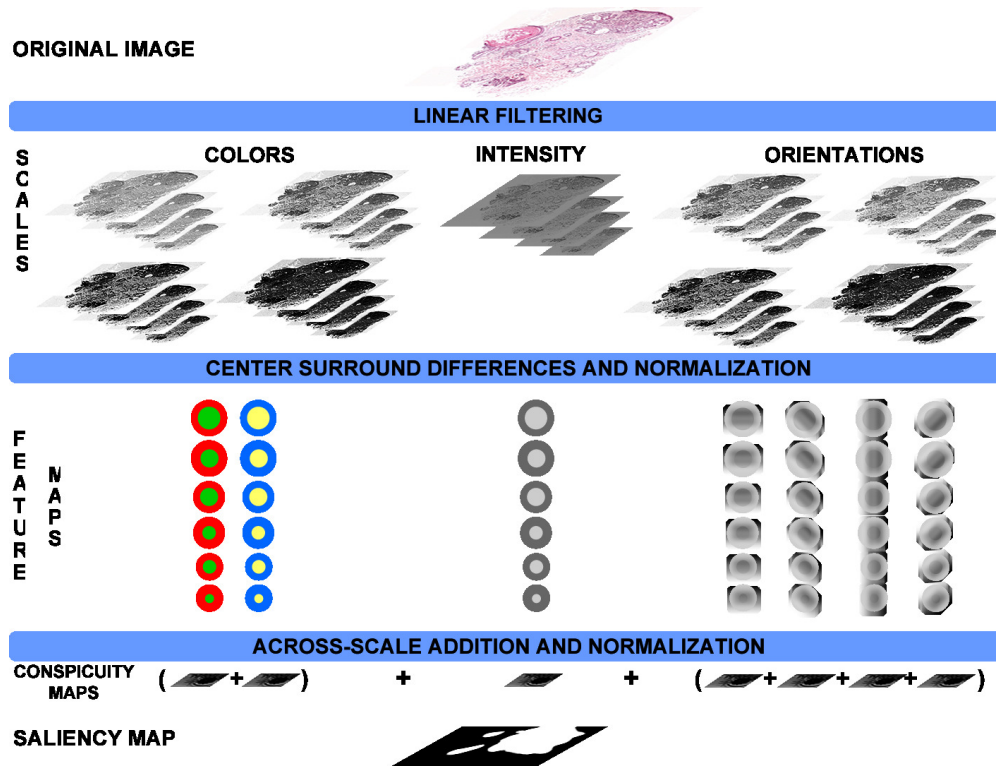 ORIGINAL IMAGE
LINEAR FILTERING
SCALES
COLORS
INTENSITY
ORIENTATIONS
CENTER SURROUND DIFFERENCES AND NORMALIZATION
FEATURE
MAPS
ACROSS-SCALE ADDITION AND NORMALIZATION
CONSPICUITY
MAPS
( + ) + + ( + + + )
SALIENCY MAP